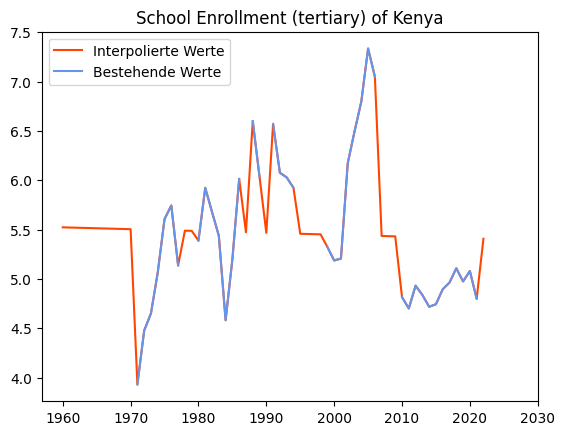 School Enrollment (tertiary) of Kenya
Interpolierte Werte
Bestehende Werte
7.5
7.0
6.5
6.0
5.5
5.0
4.5
4.0
1960 1970 1980 1990 2000 2010 2020 2030